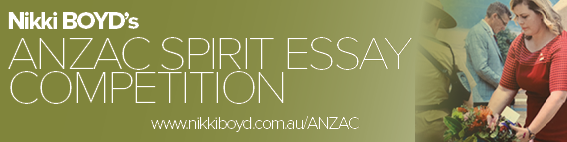 Nikki BOYD's
ANZAC SPIRIT ESSAY
COMPETITION
www.nikkiboyd.com.au/ANZAC